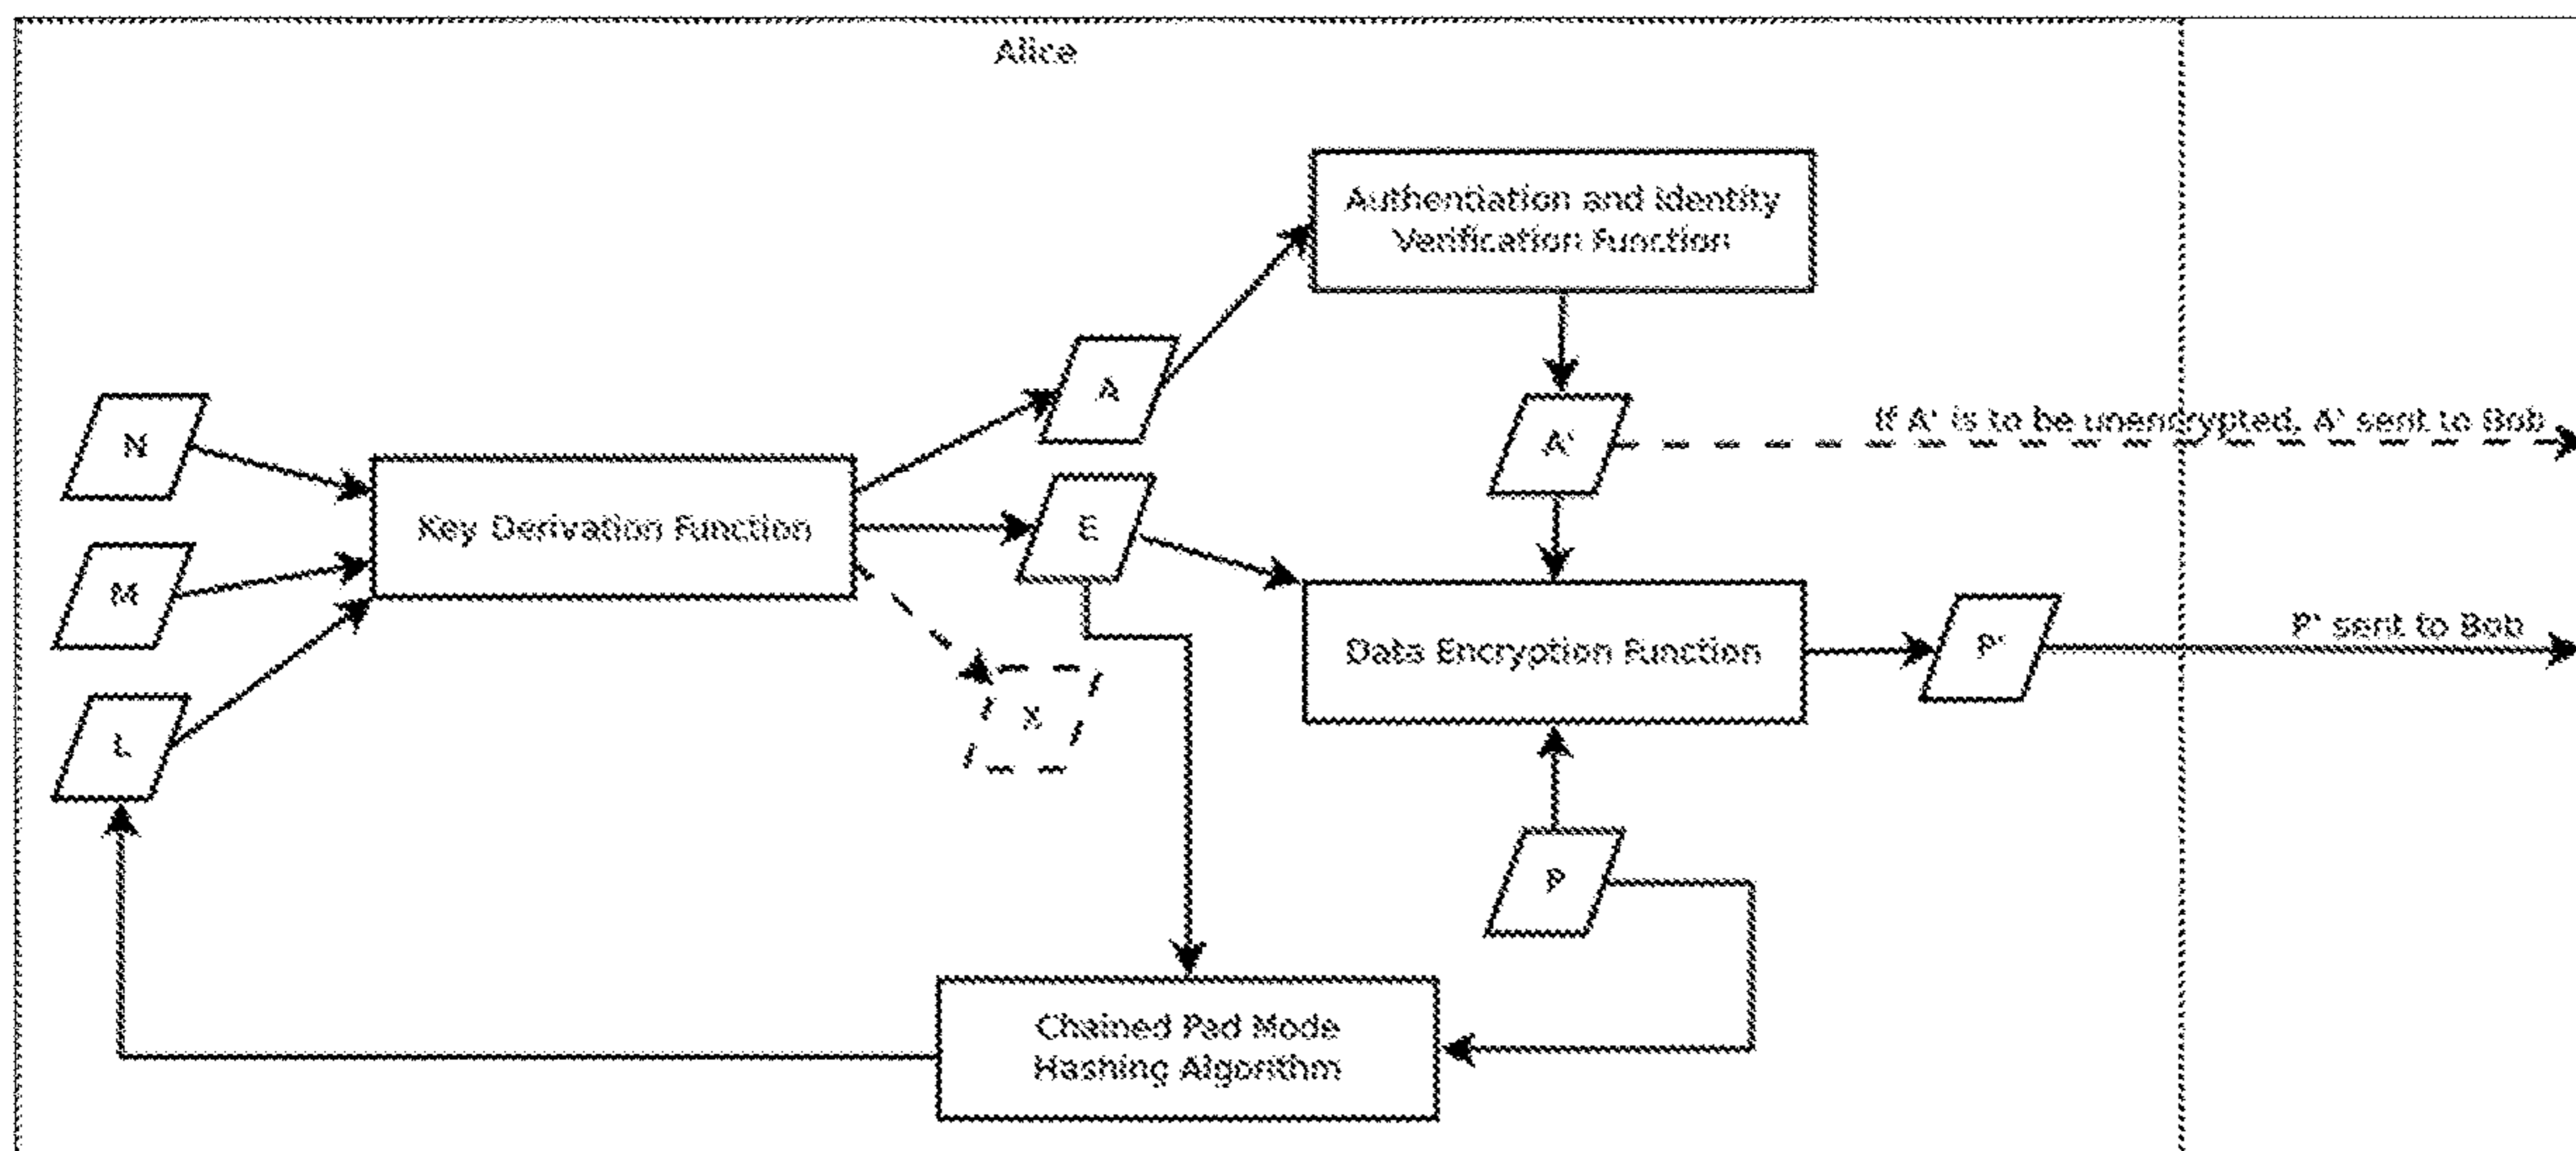 Alice
Authentiation and Identity
Verification Function
A
N
A'
If A' is to be unencrypted, A' sent to Bob
Key Derivation Function
E
M
Data Encryption Function
P'
P' sent to Bob
X
L
P
Chained Pad Mode
Hashing Algorithm